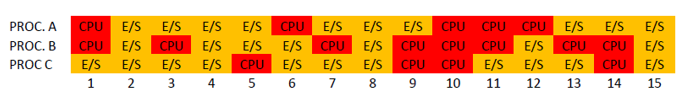 PROC. A CPU E/S E/S E/S E/S CPU E/S E/S E/S CPU CPU CPU E/S E/S E/S
PROC. B CPU E/S CPU E/S E/S E/S CPU E/S CPU CPU CPU E/S CPU CPU E/S
PROC C E/S E/S E/S E/S CPU E/S E/S E/S CPU CPU E/S E/S E/S CPU E/S
1 2 3 4 5 6 7 8 9 10 11 12 13 14 15